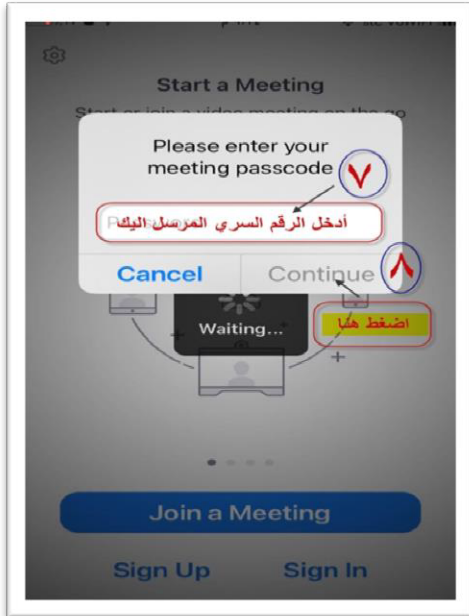 Start a Meeting
Start or join a video meeting on the go
Please enter your
meeting passcode
٧
أدخل الرقم السري المرسل اليك
٨
Cancel
Continue
اضغط هنا
Waiting...
Join a Meeting
Sign Up
Sign In